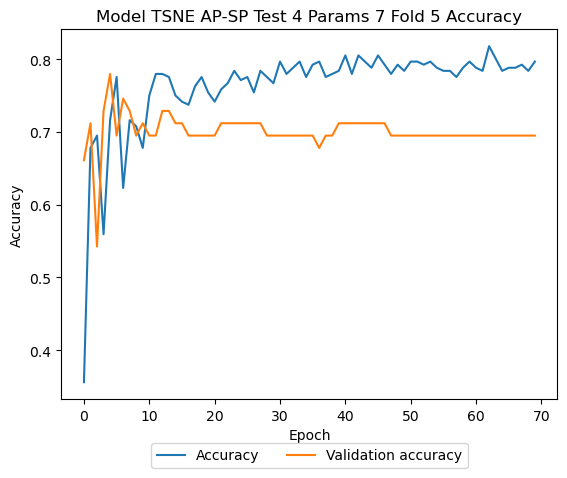 Model TSNE AP-SP Test 4 Params 7 Fold 5 Accuracy
0.8
0.7
0.6
0.5
0.4
Accuracy
0 10 20 30 40 50 60 70
Epoch
Accuracy Validation accuracy